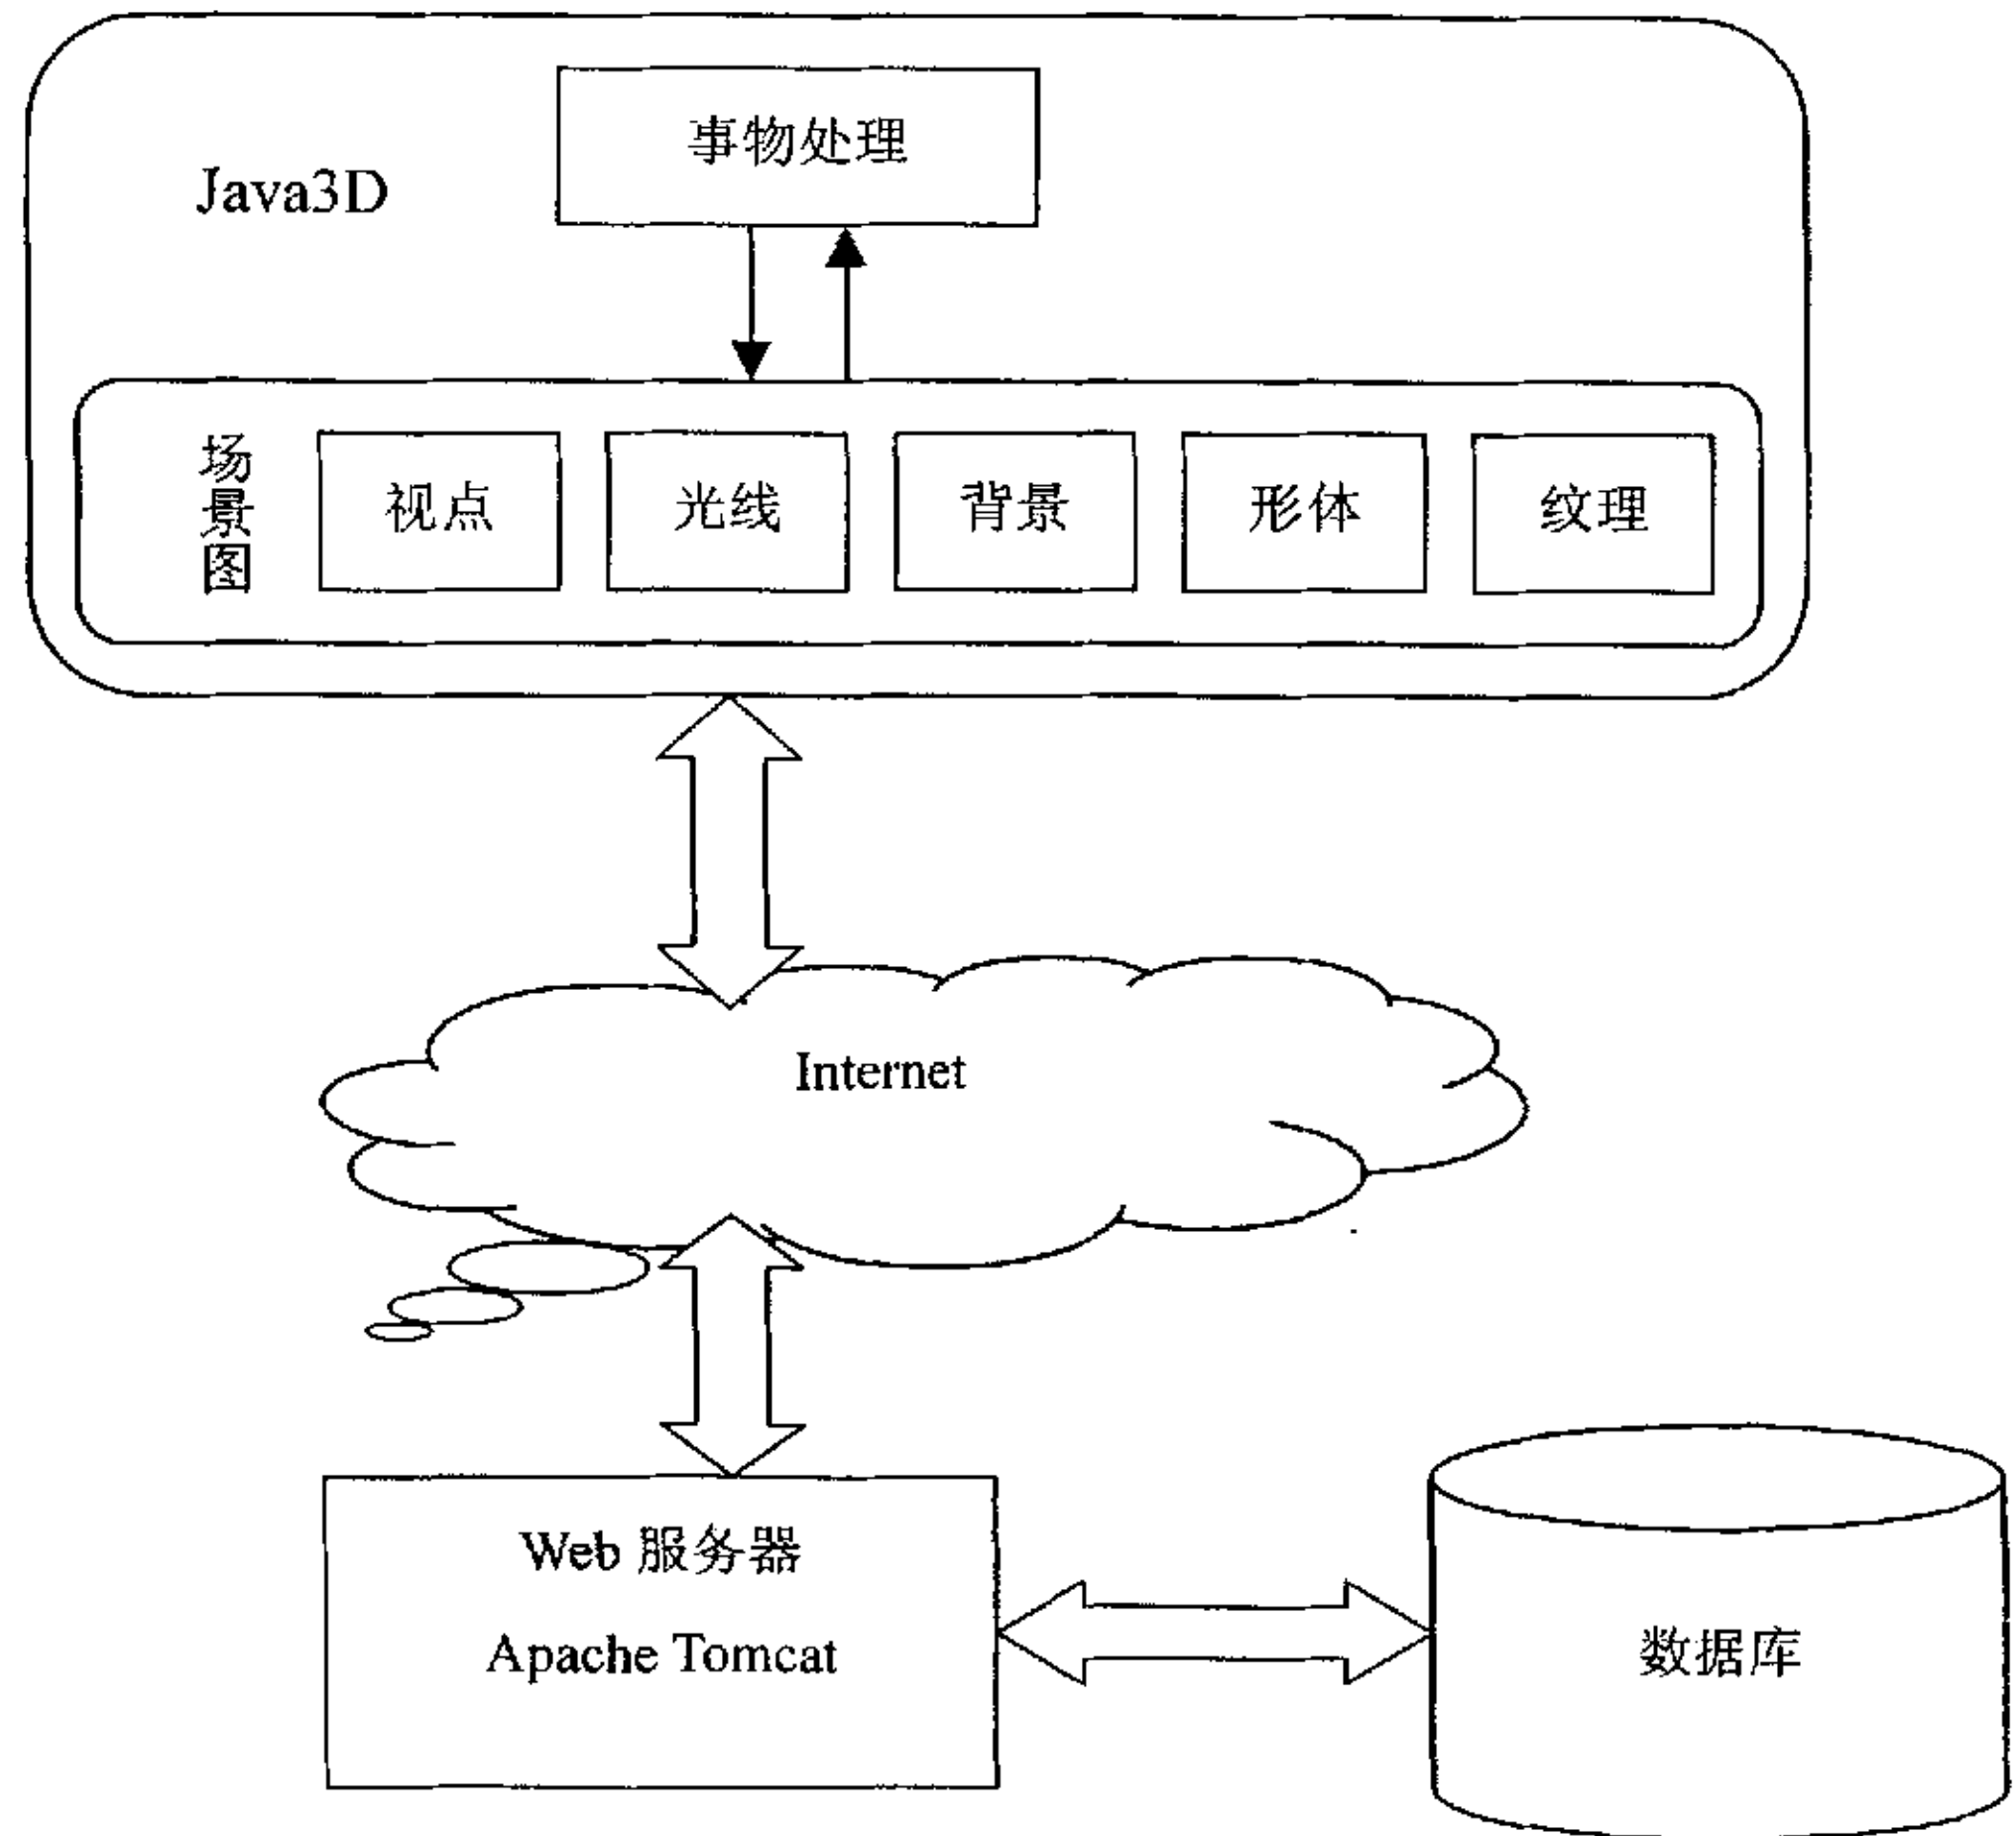 事物处理
Java3D
场景图
视点
光线
背景
形体
纹理
Internet
Web 服务器
Apache Tomcat
数据库